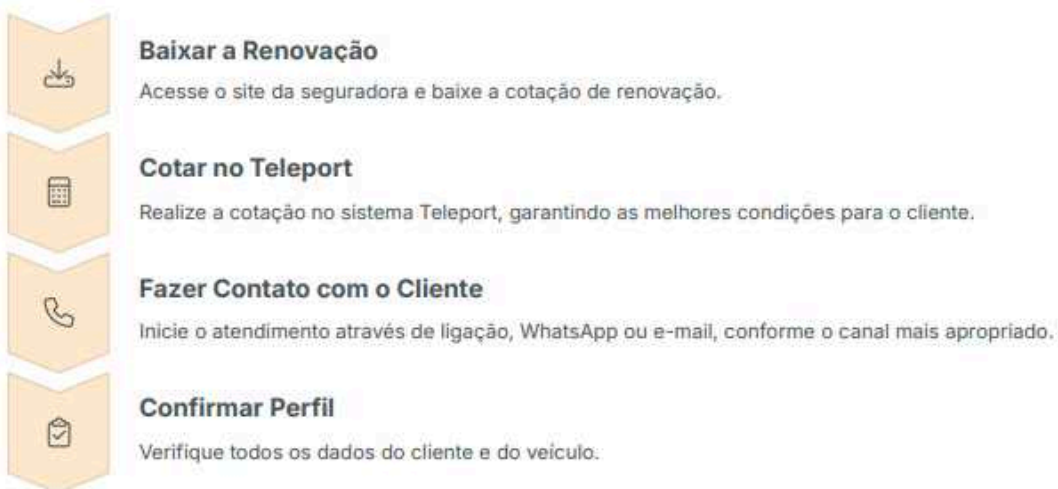 Baixar a Renovação
Acesse o site da seguradora e baixe a cotação de renovação.
Cotar no Teleport
Realize a cotação no sistema Teleport, garantindo as melhores condições para o cliente.
Fazer Contato com o Cliente
Inicie o atendimento através de ligação, WhatsApp ou e-mail, conforme o canal mais apropriado.
Confirmar Perfil
Verifique todos os dados do cliente e do veículo.